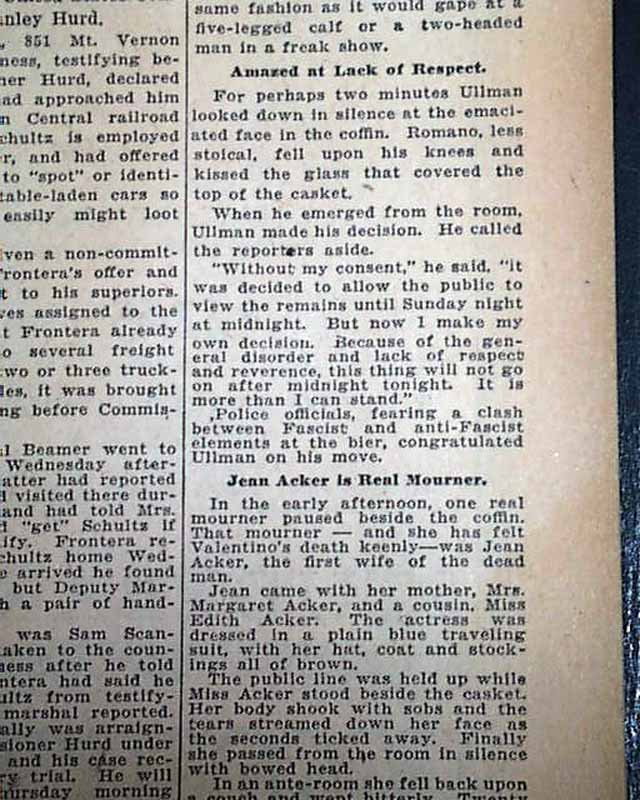 nley Hurd.
, 851 Mt. Vernon
ness, testifying be-
ner Hurd, declared
ad approached him
n Central railroad
chultz is employed
r, and had offered
to "spot" or identi-
table-laden cars so
easily might loot
ven a non-commit-
Frontera's offer and
t to his superiors.
ves assigned to the
t Frontera already
o several freight
two or three truck-
les, it was brought
ng before Commis-
l Beamer went to
Wednesday after-
atter had reported
d visited there dur-
and had told Mrs.
d "get" Schultz if
ify. Frontera re-
chultz home Wed-
e arrived he found
but Deputy Mar-
h a pair of hand-
was Sam Scan-
taken to the coun-
ness after he told
ntera had said he
ultz from testify-
marshal reported.
ally was arraign-
sioner Hurd under
and his case rec-
ry trial. He will
hursday morning
same fashion as it would gape at a
five-legged calf or a two-headed
man in a freak show.
Amazed at Lack of Respect.
For perhaps two minutes Ullman
looked down in silence at the emaci-
ated face in the coffin. Romano, less
stoical, fell upon his knees and
kissed the glass that covered the
top of the casket.
When he emerged from the room,
Ullman made his decision. He called
the reporters aside.
"Without my consent," he said, "it
was decided to allow the public to
view the remains until Sunday night
at midnight. But now I make my
own decision. Because of the gen-
eral disorder and lack of respect
and reverence, this thing will not go
on after midnight tonight. It is
more than I can stand."
Police officials, fearing a clash
between Fascist and anti-Fascist
elements at the bier, congratulated
Ullman on his move.
Jean Acker is Real Mourner.
In the early afternoon, one real
mourner paused beside the coffin.
That mourner — and she has felt
Valentino's death keenly—was Jean
Acker, the first wife of the dead
man.
Jean came with her mother, Mrs.
Margaret Acker, and a cousin, Miss
Edith Acker. The actress was
dressed in a plain blue traveling
suit, with her hat, coat and stock-
ings all of brown.
The public line was held up while
Miss Acker stood beside the casket.
Her body shook with sobs and the
tears streamed down her face as
the seconds ticked away. Finally
she passed from the room in silence
with bowed head.
In an ante-room she fell back upon
a couch and wept bitterly. Twenty